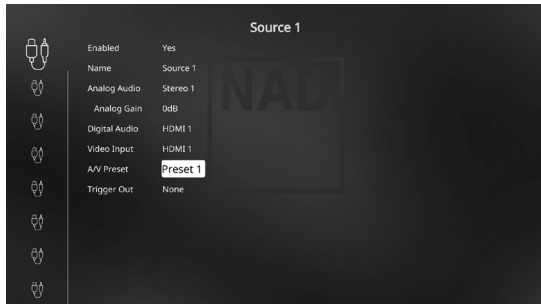 Source 1
Enabled Yes
Name Source 1
Analog Audio Stereo 1
Analog Gain 0dB
Digital Audio HDMI 1
Video Input HDMI 1
A/V Preset Preset 1
Trigger Out None
NAD